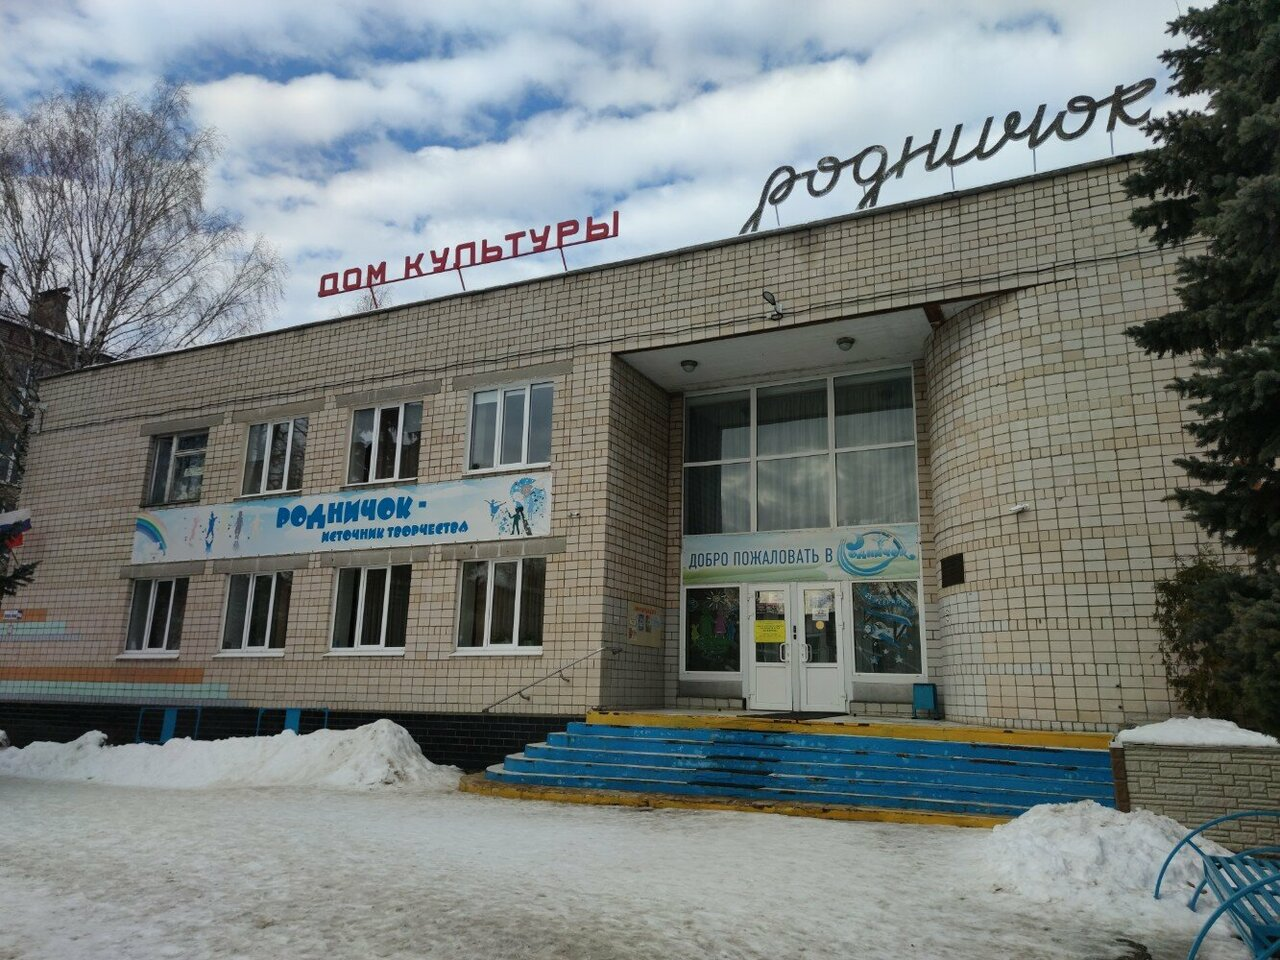 ДОМ КУЛЬТУРЫ
родничок
РОДНИЧОК -
ИСТОЧНИК ТВОРЧЕСТВА
ДОБРО ПОЖАЛОВАТЬ В